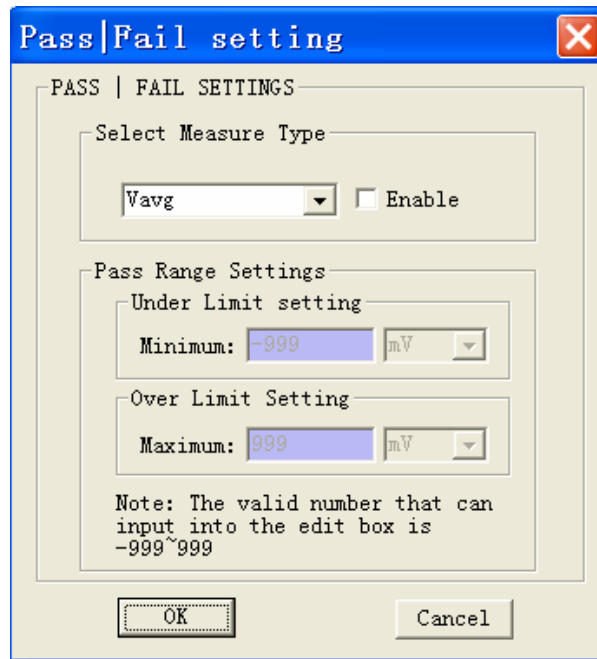 Pass|Fail setting
PASS | FAIL SETTINGS
Select Measure Type
Vavg
Enable
Pass Range Settings
Under Limit setting
Minimum: -999 mV
Over Limit Setting
Maximum: 999 mV
Note: The valid number that can
input into the edit box is
-999~999
OK
Cancel